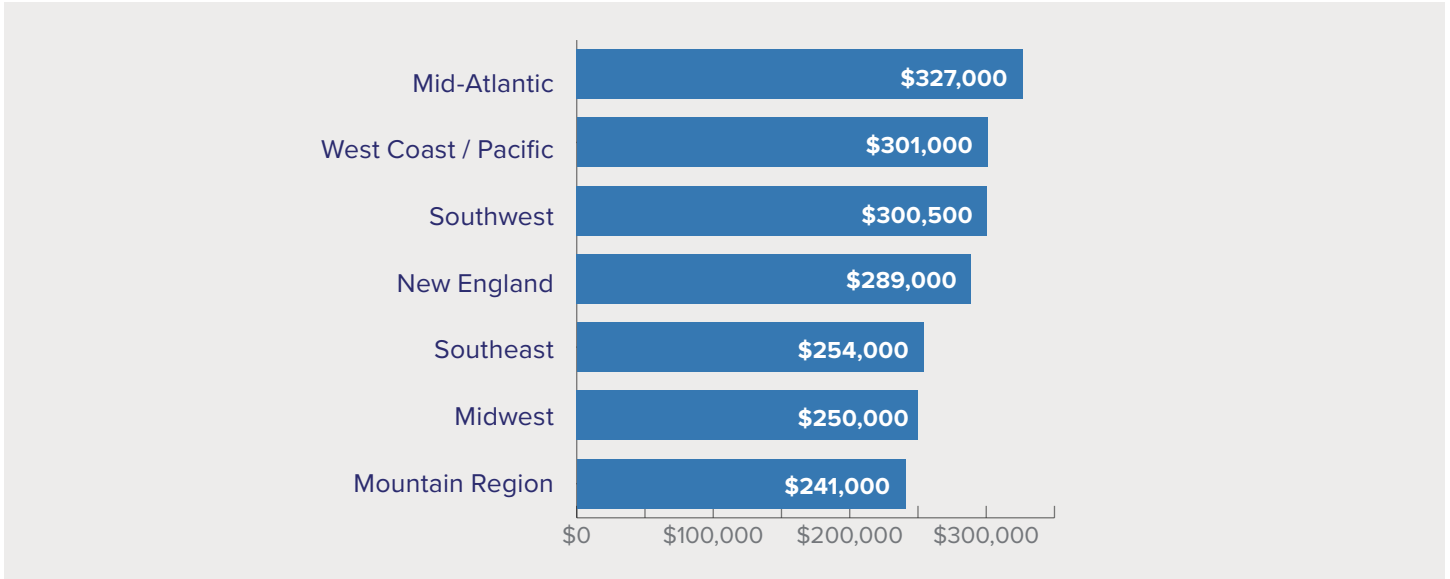 Mid-Atlantic $327,000
West Coast / Pacific $301,000
Southwest $300,500
New England $289,000
Southeast $254,000
Midwest $250,000
Mountain Region $241,000
$0 $100,000 $200,000 $300,000